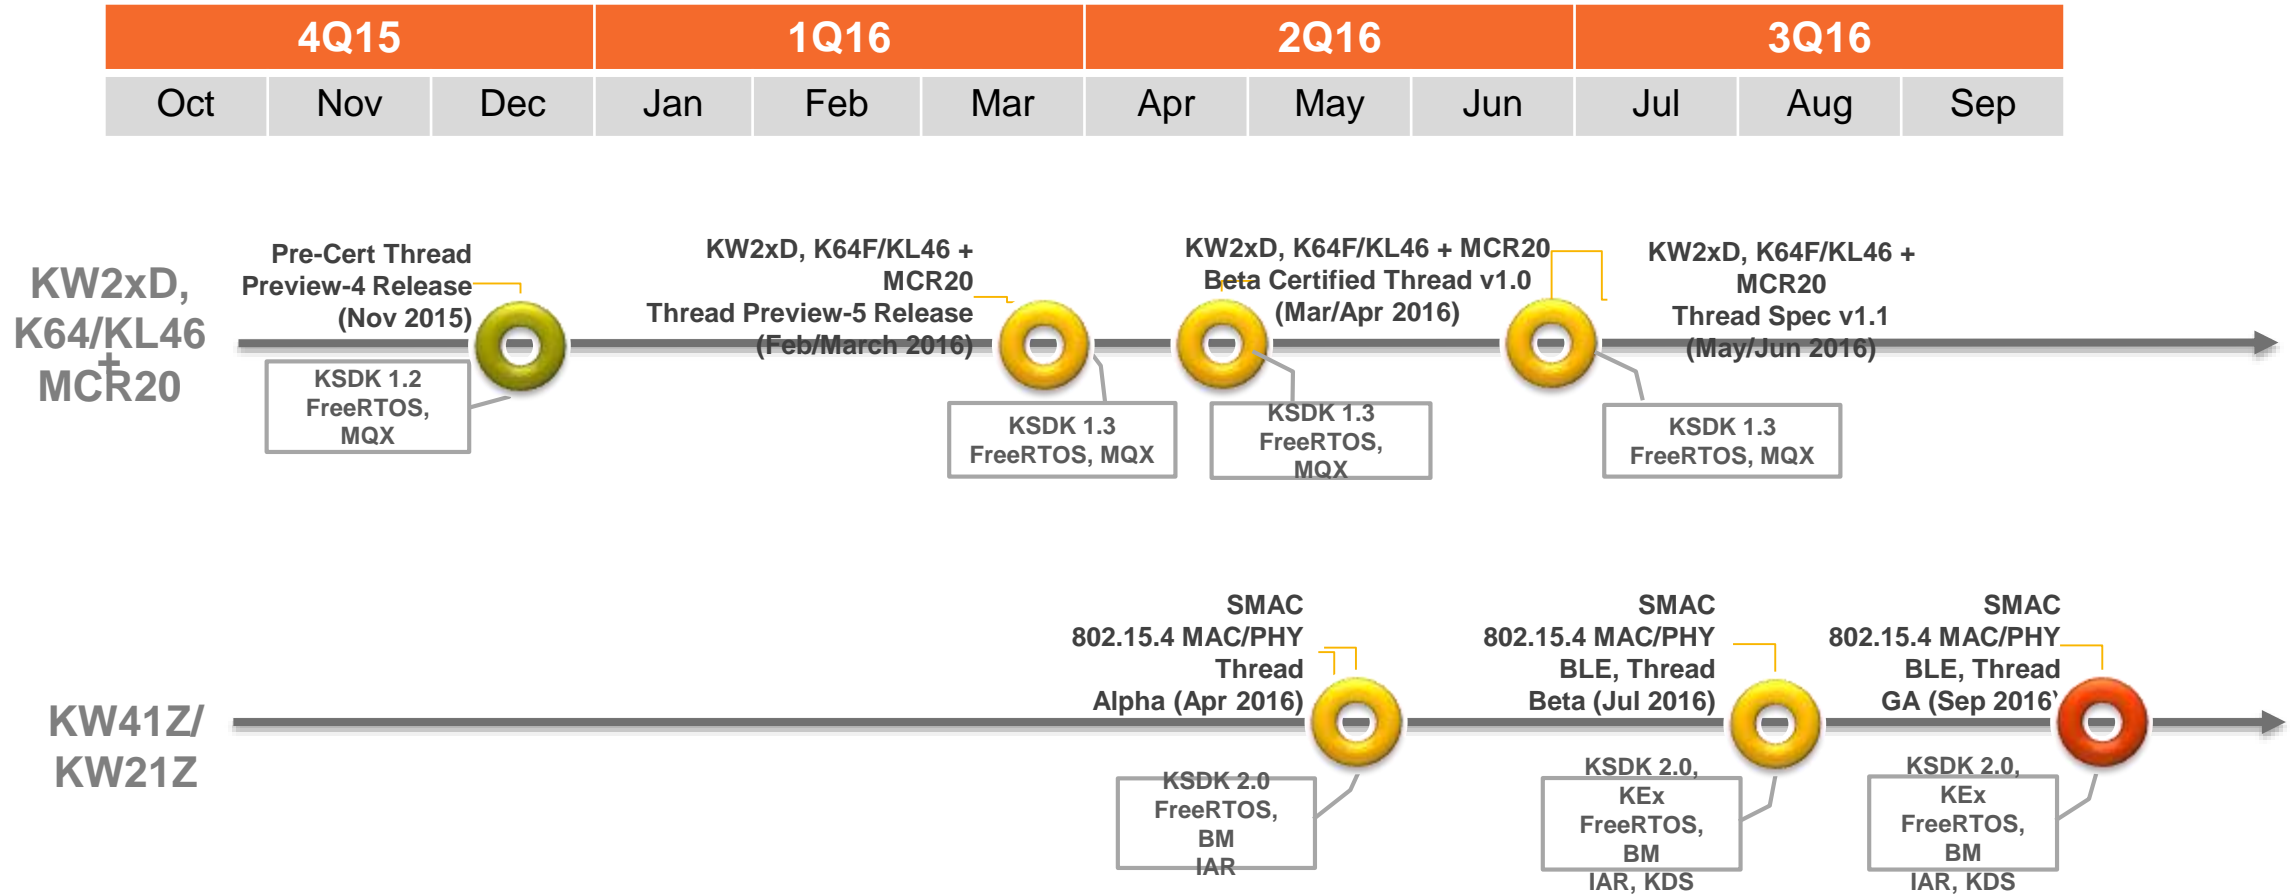 4Q15 1Q16 2Q16 3Q16
Oct Nov Dec Jan Feb Mar Apr May Jun Jul Aug Sep
KW2xD,
K64/KL46
+
MCR20
Pre-Cert Thread
Preview-4 Release
(Nov 2015)
KSDK 1.2
FreeRTOS,
MQX
KW2xD, K64F/KL46 +
MCR20
Thread Preview-5 Release
(Feb/March 2016)
KSDK 1.3
FreeRTOS, MQX
KW2xD, K64F/KL46 + MCR20
Beta Certified Thread v1.0
(Mar/Apr 2016)
KSDK 1.3
FreeRTOS,
MQX
KW2xD, K64F/KL46 +
MCR20
Thread Spec v1.1
(May/Jun 2016)
KSDK 1.3
FreeRTOS, MQX
KW41Z/
KW21Z
SMAC
802.15.4 MAC/PHY
Thread
Alpha (Apr 2016)
KSDK 2.0
FreeRTOS,
BM
IAR
SMAC
802.15.4 MAC/PHY
BLE, Thread
Beta (Jul 2016)
KSDK 2.0,
KEx
FreeRTOS,
BM
IAR, KDS
SMAC
802.15.4 MAC/PHY
BLE, Thread
GA (Sep 2016)
KSDK 2.0,
KEx
FreeRTOS,
BM
IAR, KDS